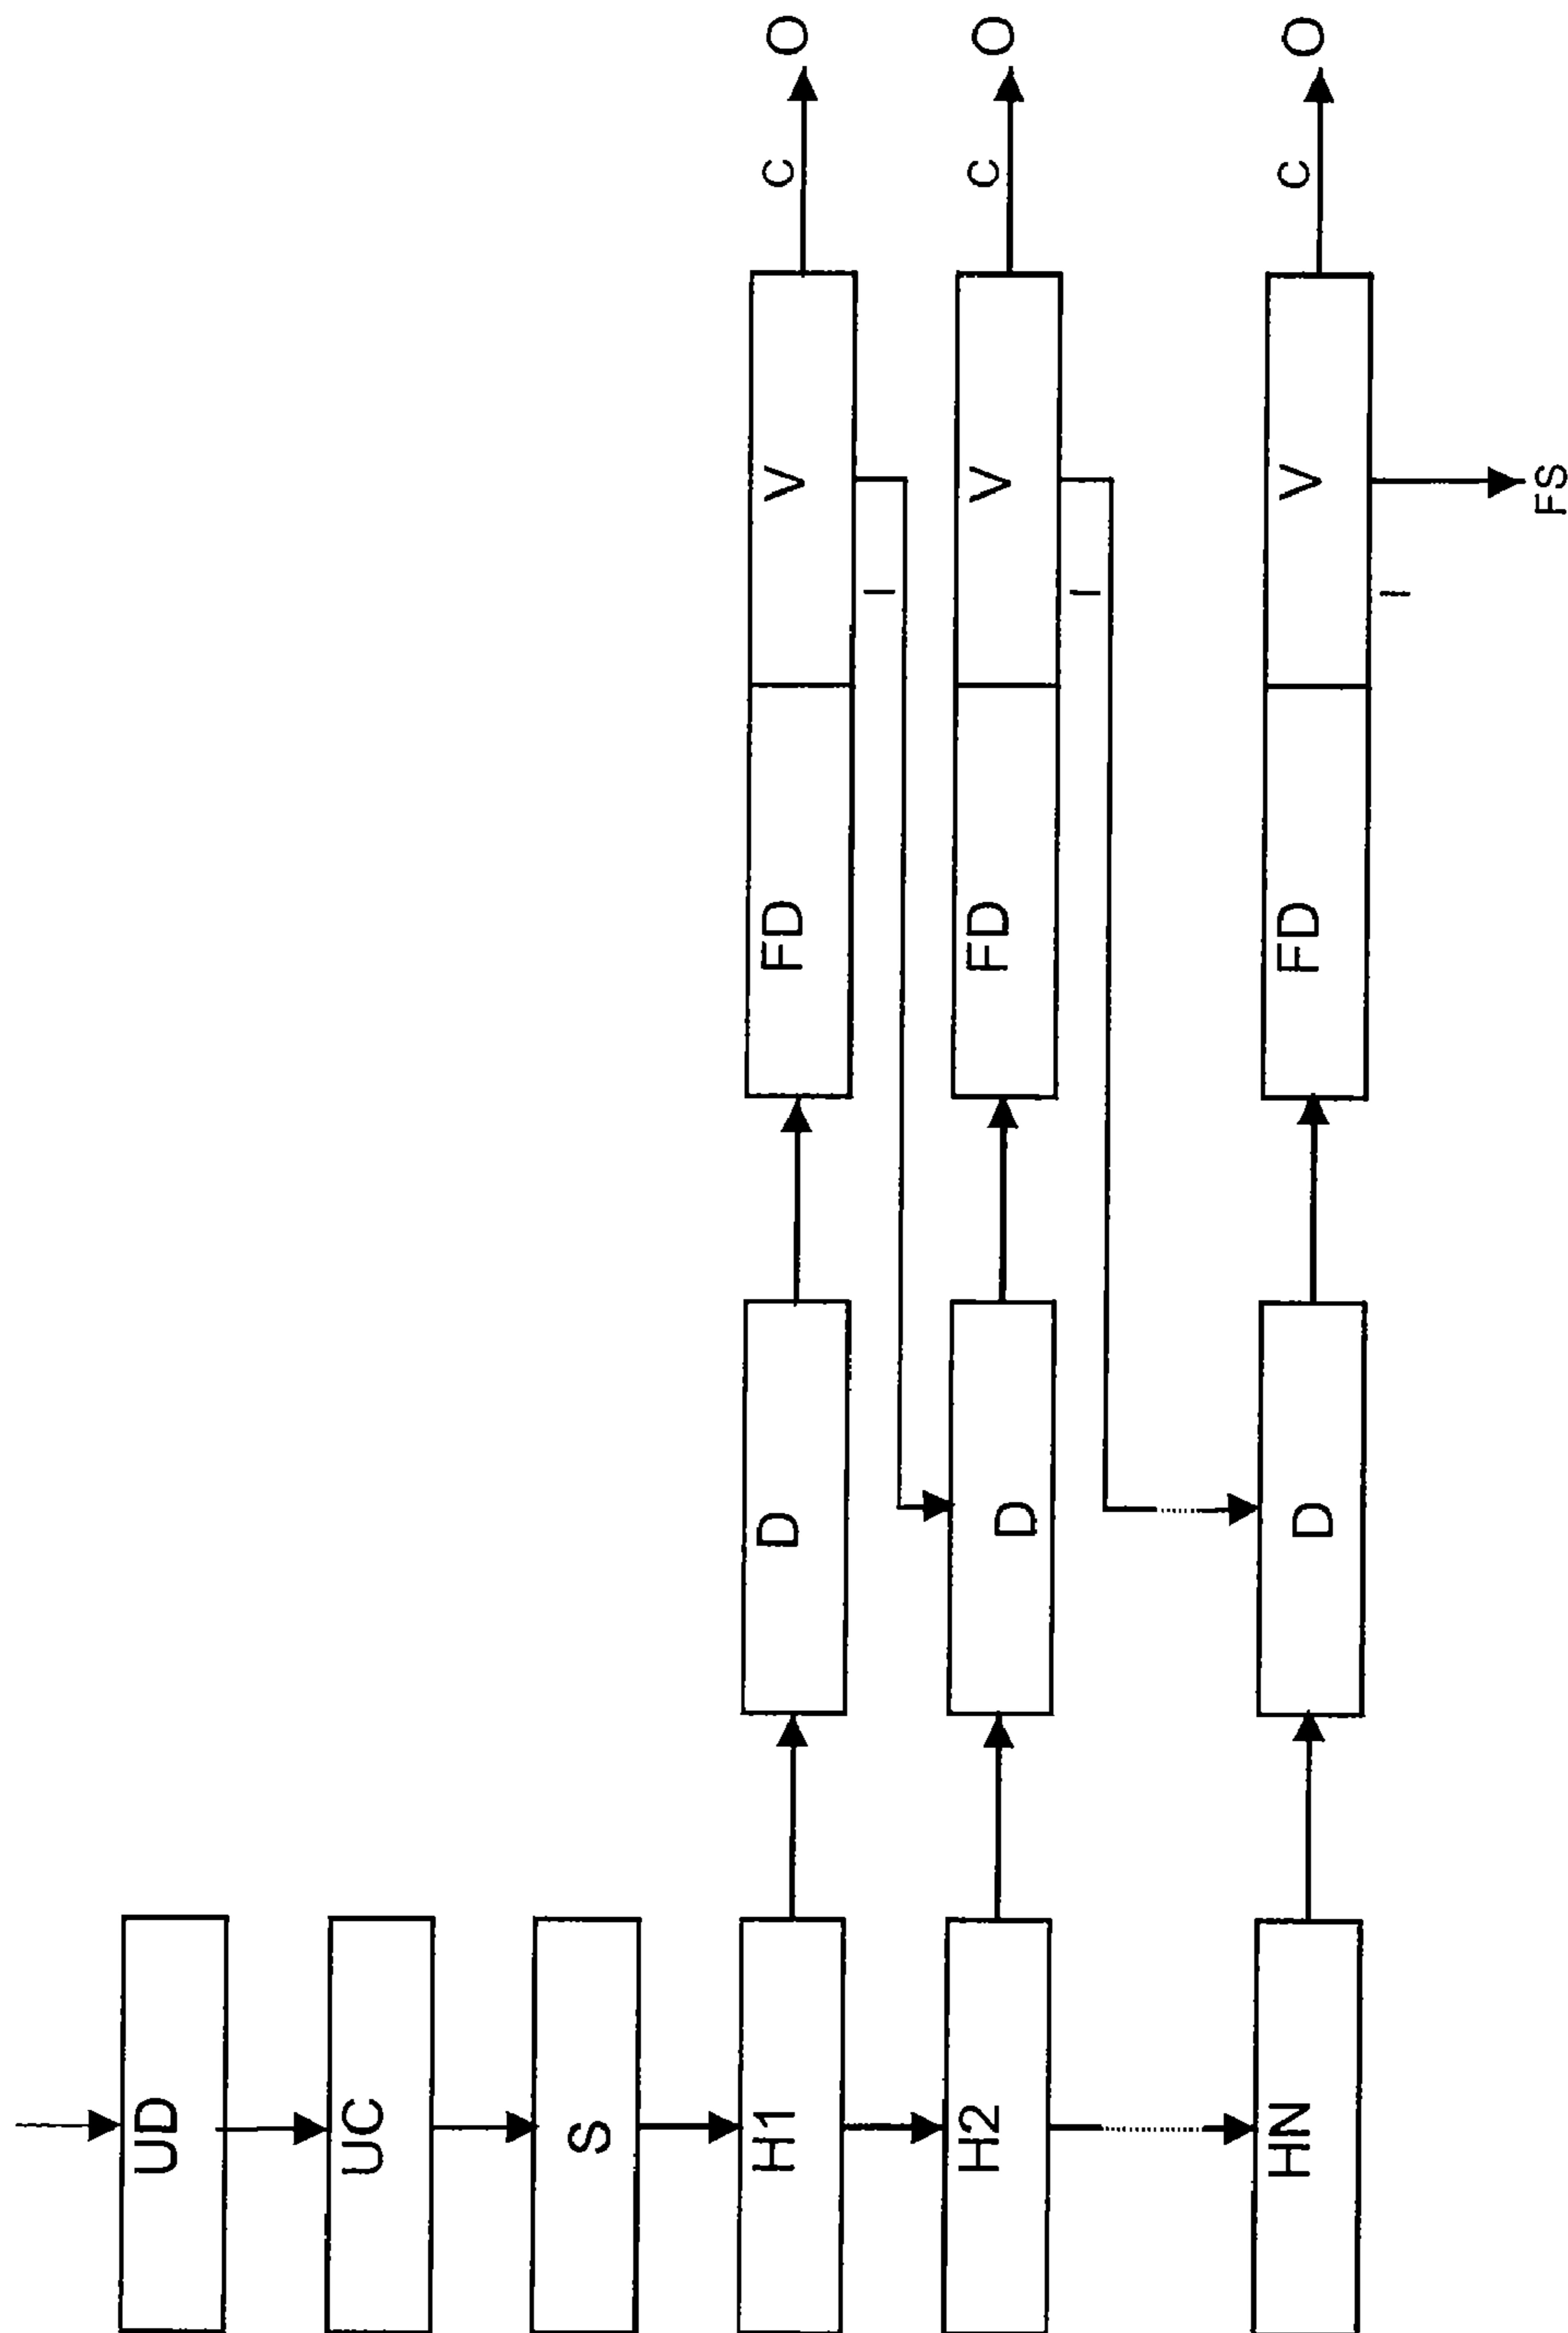 UD
UC
S
H1 D FD V C O
I
H2 D FD V C O
I
HN D FD V C O
I
FS